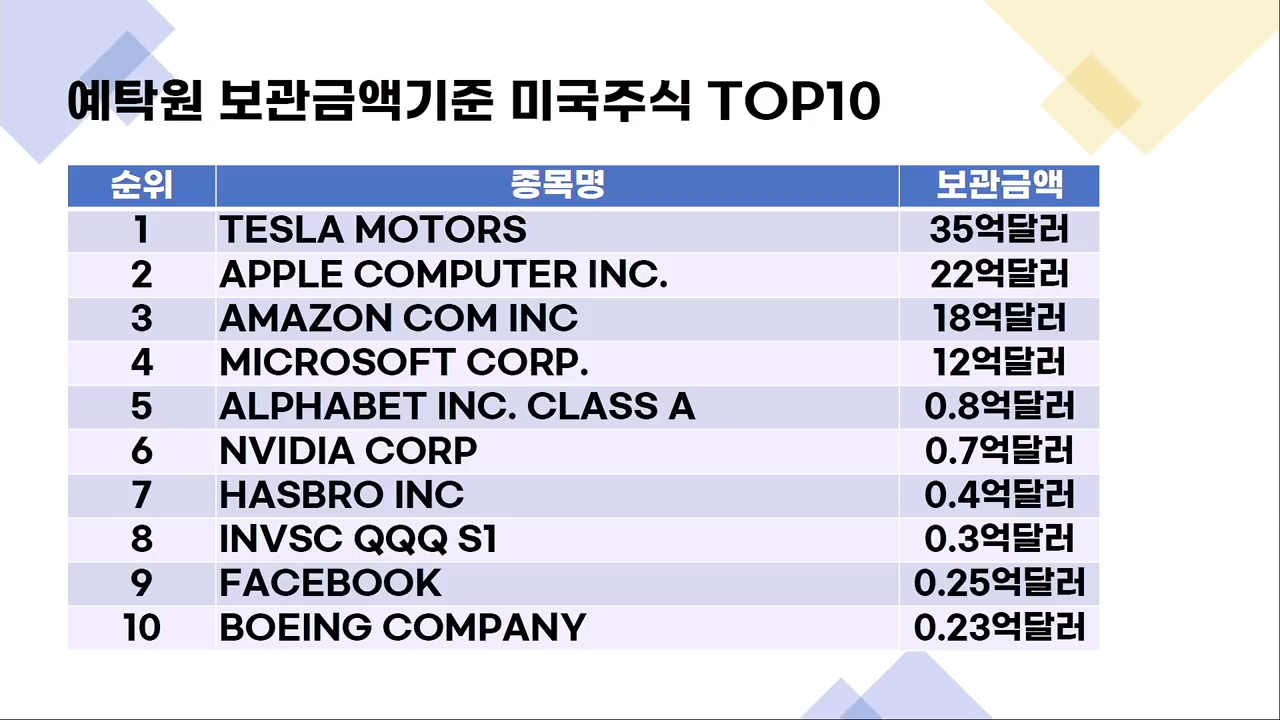 예탁원 보관금액기준 미국주식 TOP10
순위 종목명 보관금액
1 TESLA MOTORS 35억달러
2 APPLE COMPUTER INC. 22억달러
3 AMAZON COM INC 18억달러
4 MICROSOFT CORP. 12억달러
5 ALPHABET INC. CLASS A 0.8억달러
6 NVIDIA CORP 0.7억달러
7 HASBRO INC 0.4억달러
8 INVSC QQQ S1 0.3억달러
9 FACEBOOK 0.25억달러
10 BOEING COMPANY 0.23억달러